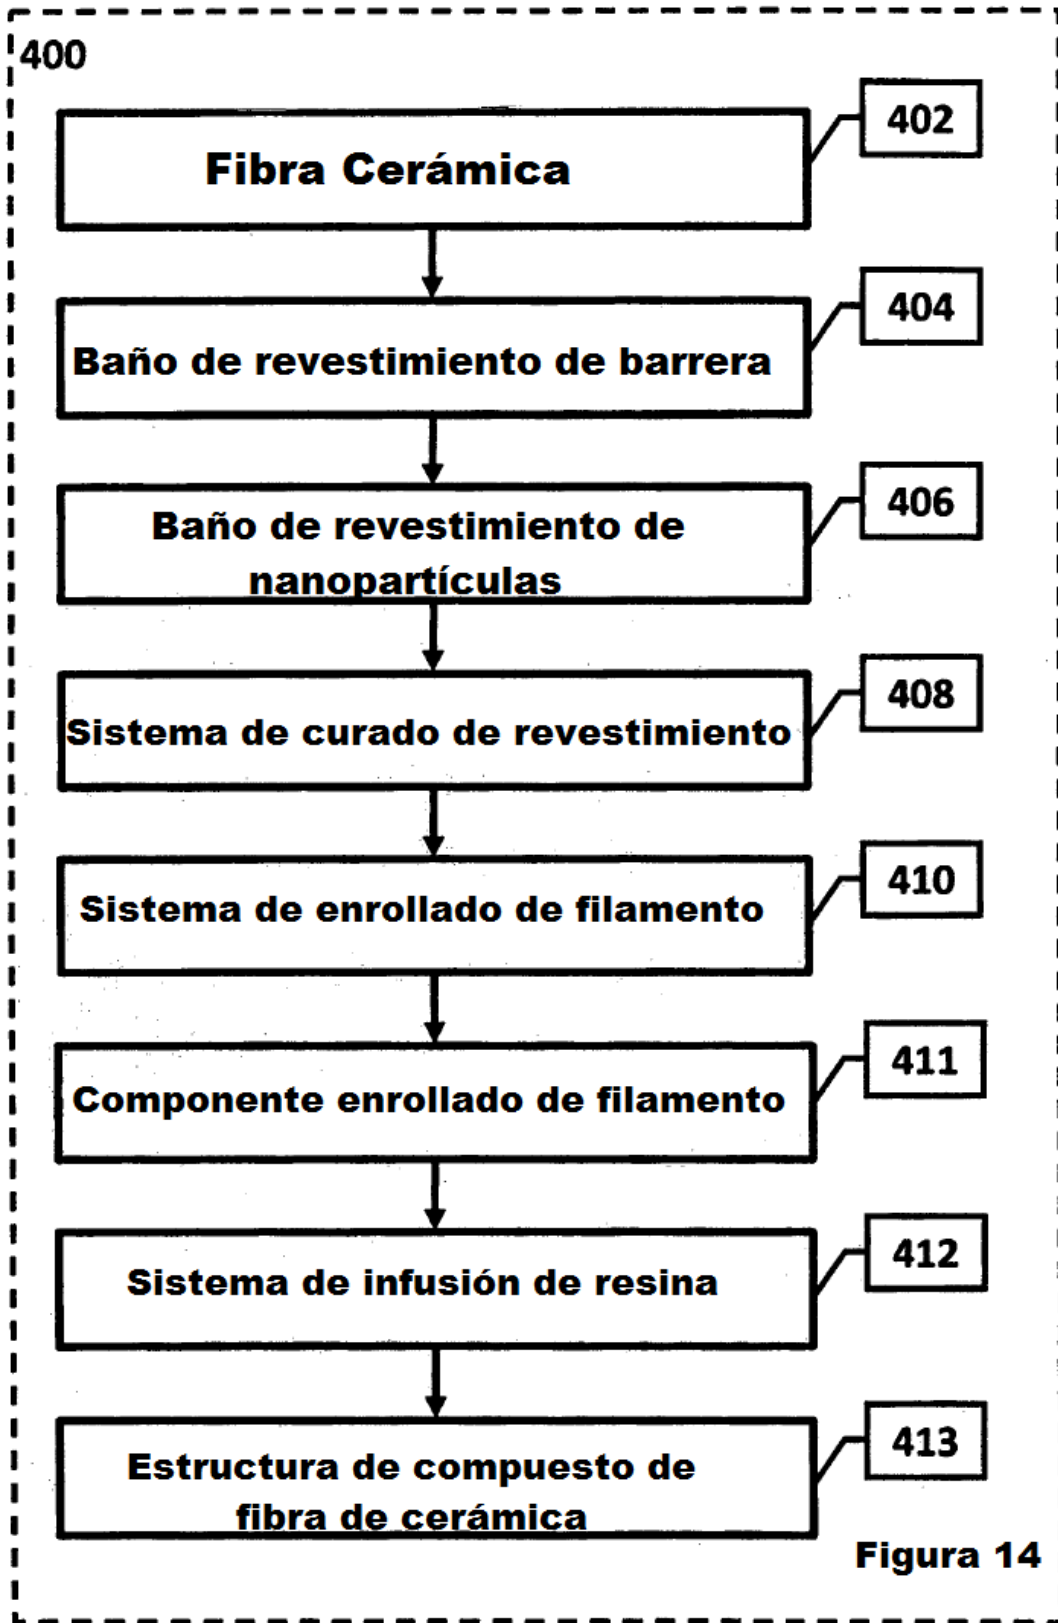 400
402
Fibra Cerámica
404
Baño de revestimiento de barrera
406
Baño de revestimiento de
nanopartículas
408
Sistema de curado de revestimiento
410
Sistema de enrollado de filamento
411
Componente enrollado de filamento
412
Sistema de infusión de resina
413
Estructura de compuesto de
fibra de cerámica
Figura 14